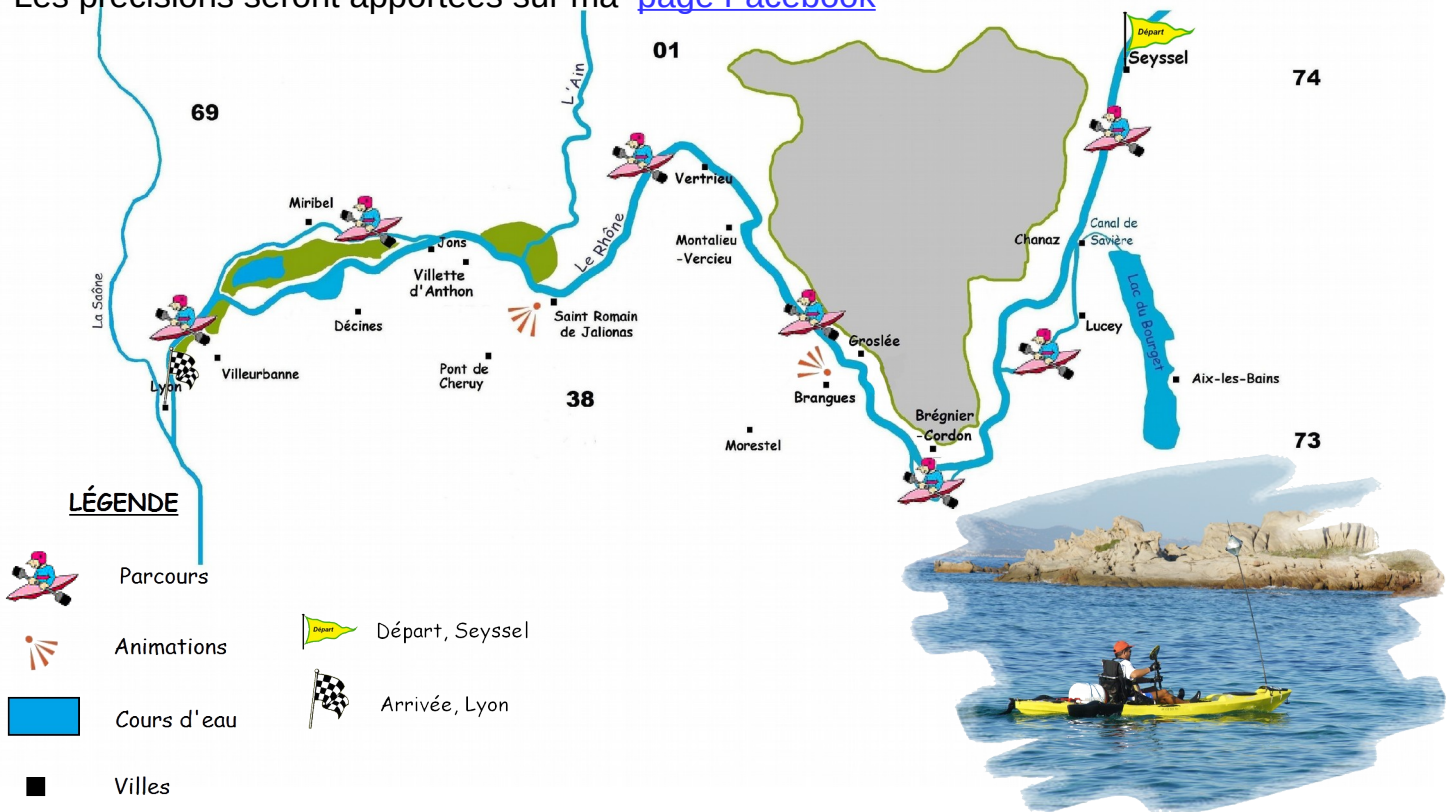 Les précisions seront apportées sur ma page Facebook
01
Départ
Seyssel
74
69
L'Ain
Vertrieu
Miribel
Le Rhône
Canal de
Savière
Chanaz
Jons
Montalieu
-Vercieu
Villette
d'Anthon
La Saône
Lac du Bourget
Saint Romain
de Jalionas
Décines
Lucey
Groslée
Villeurbanne
Pont de
Cheruy
Lyon
Aix-les-Bains
Brangues
38
Brégnier
-Cordon
Morestel
73
LÉGENDE
Parcours
Animations
Départ
Départ, Seyssel
Cours d'eau
Arrivée, Lyon
Villes